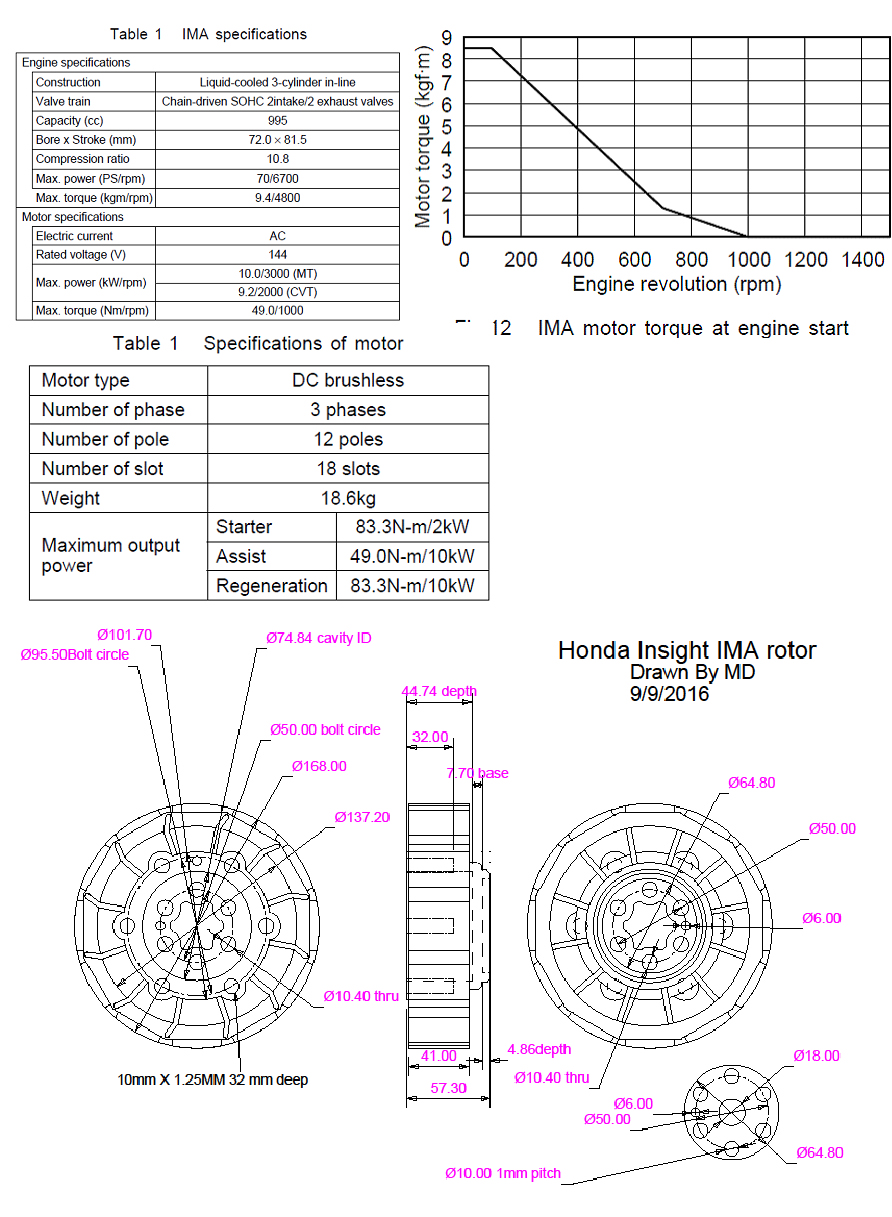 Table 1 IMA specifications
Engine specifications
Construction Liquid-cooled 3-cylinder in-line
Valve train Chain-driven SOHC 2intake/2 exhaust valves
Capacity (cc) 995
Bore x Stroke (mm) 72.0 × 81.5
Compression ratio 10.8
Max. power (PS/rpm) 70/6700
Max. torque (kgm/rpm) 9.4/4800
Motor specifications
Electric current AC
Rated voltage (V) 144
Max. power (kW/rpm) 10.0/3000 (MT)
9.2/2000 (CVT)
Max. torque (Nm/rpm) 49.0/1000
Motor torque (kgf·m)
9
8
7
6
5
4
3
2
1
0
0 200 400 600 800 1000 1200 1400
Engine revolution (rpm)
12 IMA motor torque at engine start
Table 1 Specifications of motor
Motor type DC brushless
Number of phase 3 phases
Number of pole 12 poles
Number of slot 18 slots
Weight 18.6kg
Maximum output power
Starter 83.3N-m/2kW
Assist 49.0N-m/10kW
Regeneration 83.3N-m/10kW
Honda Insight IMA rotor
Drawn By MD
9/9/2016
Ø101.70
Ø95.50Bolt circle
Ø74.84 cavity ID
Ø50.00 bolt circle
Ø168.00
Ø137.20
Ø10.40 thru
10mm X 1.25MM 32 mm deep
44.74 depth
32.00
7.70 base
41.00
57.30
4.86depth
Ø64.80
Ø50.00
Ø6.00
Ø10.40 thru
Ø18.00
Ø6.00
Ø50.00
Ø64.80
Ø10.00 1mm pitch